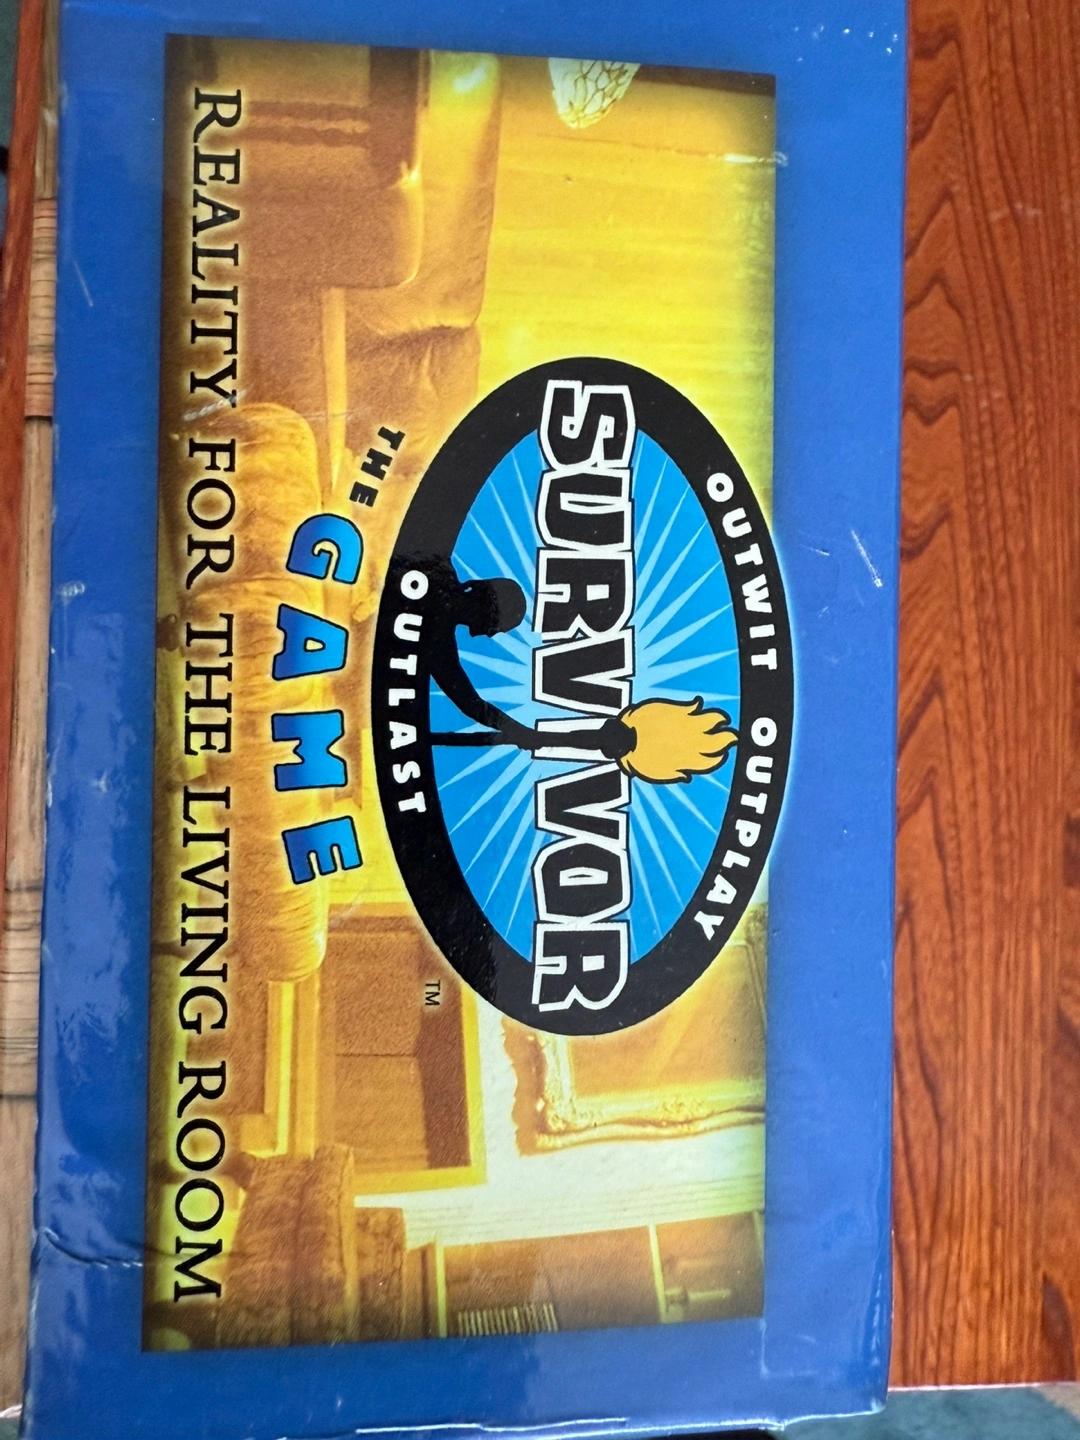 OUTWIT OUTPLAY
SURVIVOR
OUTLAST
THE GAME
TM
REALITY FOR THE LIVING ROOM